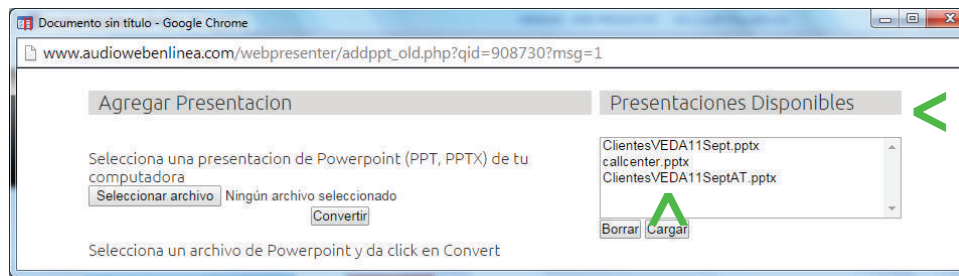 Documento sin título - Google Chrome
www.audiowebenlinea.com/webpresenter/addppt_old.php?qid=908730?msg=1
Agregar Presentacion
Selecciona una presentacion de Powerpoint (PPT, PPTX) de tu
computadora
Seleccionar archivo Ningún archivo seleccionado
Convertir
Selecciona un archivo de Powerpoint y da click en Convert
Presentaciones Disponibles
ClientesVEDA11Sept.pptx
callcenter.pptx
ClientesVEDA11SeptAT.pptx
Borrar Cargar